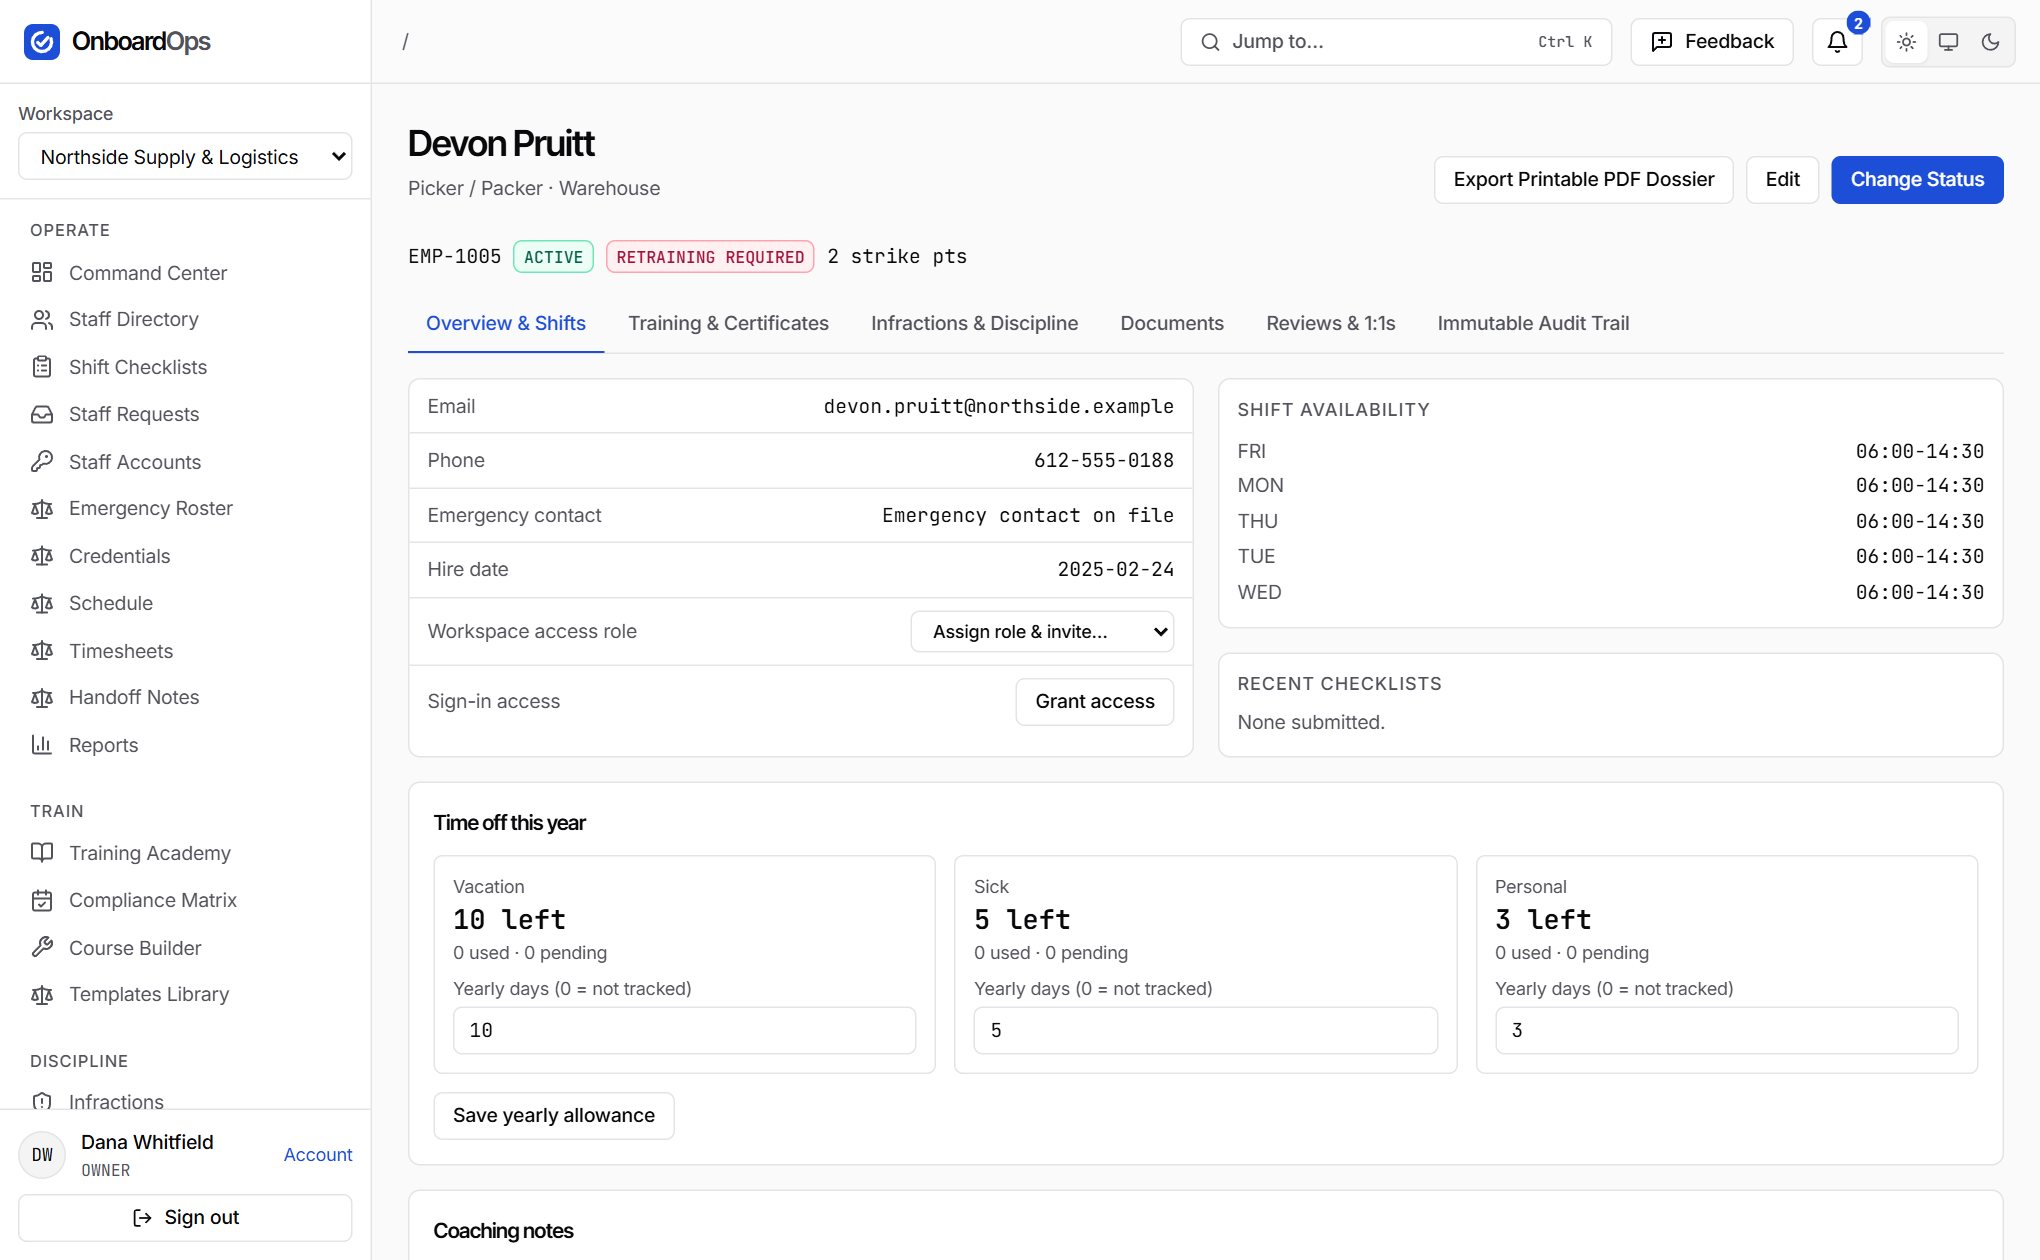 OnboardOps
/
Jump to...
Ctrl K
Feedback
2
Workspace
Northside Supply & Logistics
OPERATE
Command Center
Staff Directory
Shift Checklists
Staff Requests
Staff Accounts
Emergency Roster
Credentials
Schedule
Timesheets
Handoff Notes
Reports
TRAIN
Training Academy
Compliance Matrix
Course Builder
Templates Library
DISCIPLINE
Infractions
DW
Dana Whitfield
OWNER
Account
Sign out
Devon Pruitt
Picker / Packer · Warehouse
Export Printable PDF Dossier
Edit
Change Status
EMP-1005 ACTIVE RETRAINING REQUIRED 2 strike pts
Overview & Shifts
Training & Certificates
Infractions & Discipline
Documents
Reviews & 1:1s
Immutable Audit Trail
Email devon.pruitt@northside.example
Phone 612-555-0188
Emergency contact Emergency contact on file
Hire date 2025-02-24
Workspace access role Assign role & invite...
Sign-in access Grant access
SHIFT AVAILABILITY
FRI 06:00-14:30
MON 06:00-14:30
THU 06:00-14:30
TUE 06:00-14:30
WED 06:00-14:30
RECENT CHECKLISTS
None submitted.
Time off this year
Vacation
10 left
0 used · 0 pending
Yearly days (0 = not tracked)
10
Sick
5 left
0 used · 0 pending
Yearly days (0 = not tracked)
5
Personal
3 left
0 used · 0 pending
Yearly days (0 = not tracked)
3
Save yearly allowance
Coaching notes